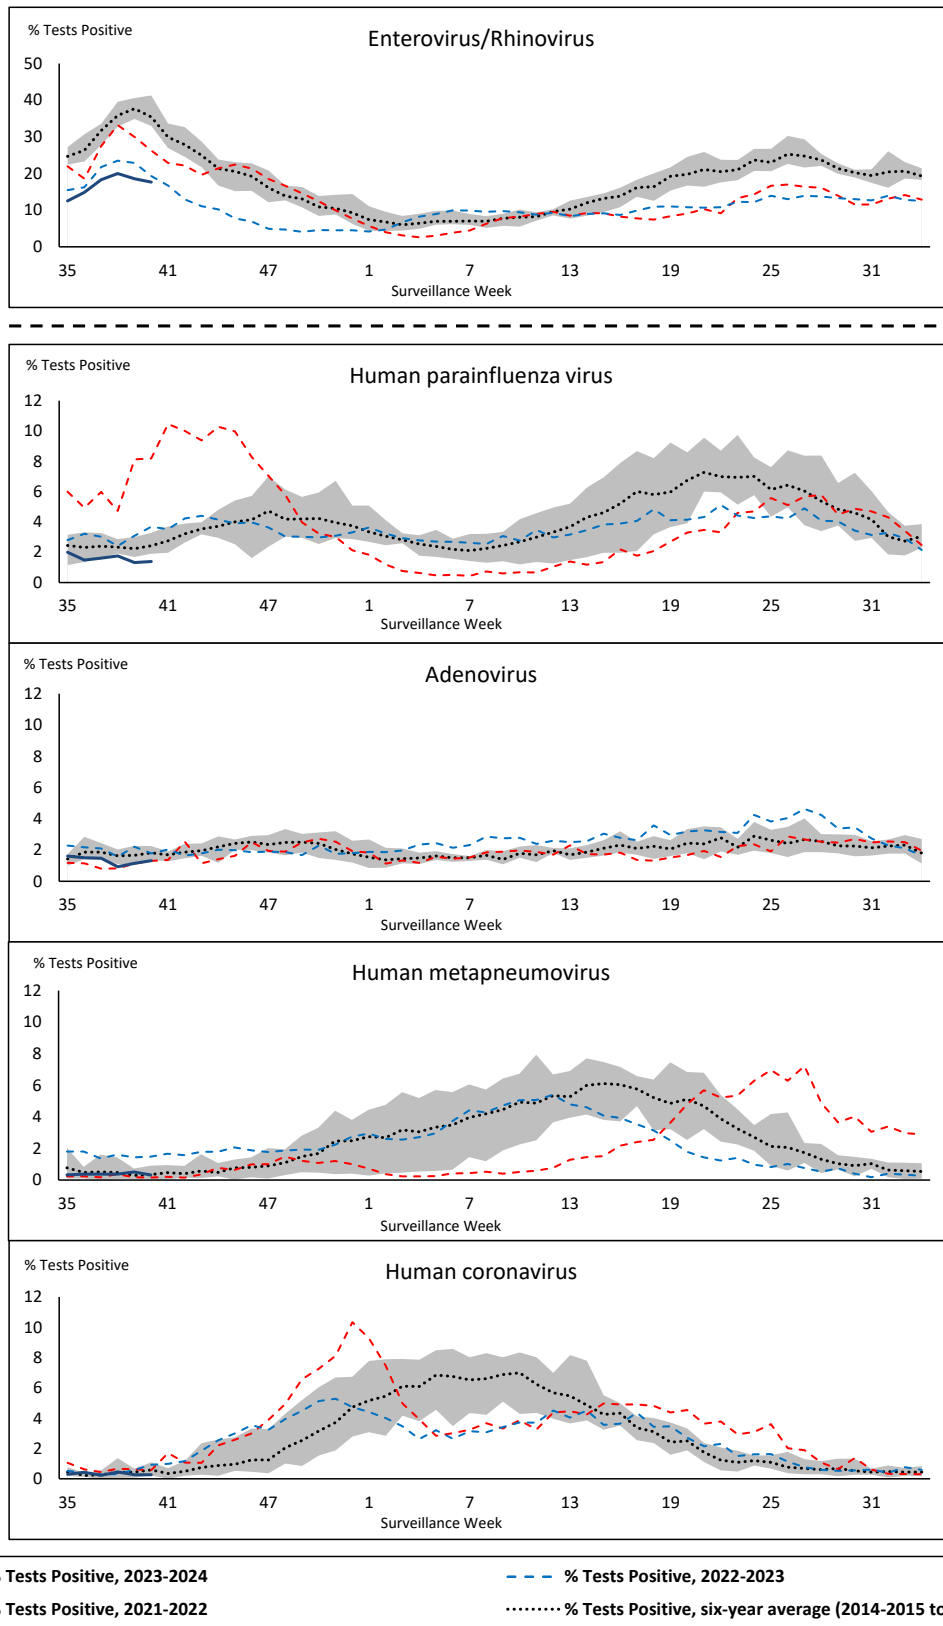 % Tests Positive
Enterovirus/Rhinovirus
50
40
30
20
10
0
35 41 47 1 7 13 19 25 31
Surveillance Week
% Tests Positive
Human parainfluenza virus
12
10
8
6
4
2
0
35 41 47 1 7 13 19 25 31
Surveillance Week
% Tests Positive
Adenovirus
12
10
8
6
4
2
0
35 41 47 1 7 13 19 25 31
Surveillance Week
% Tests Positive
Human metapneumovirus
12
10
8
6
4
2
0
35 41 47 1 7 13 19 25 31
Surveillance Week
% Tests Positive
Human coronavirus
12
10
8
6
4
2
0
35 41 47 1 7 13 19 25 31
Surveillance Week
% Tests Positive, 2023-2024 % Tests Positive, 2022-2023
% Tests Positive, 2021-2022 % Tests Positive, six-year average (2014-2015 to